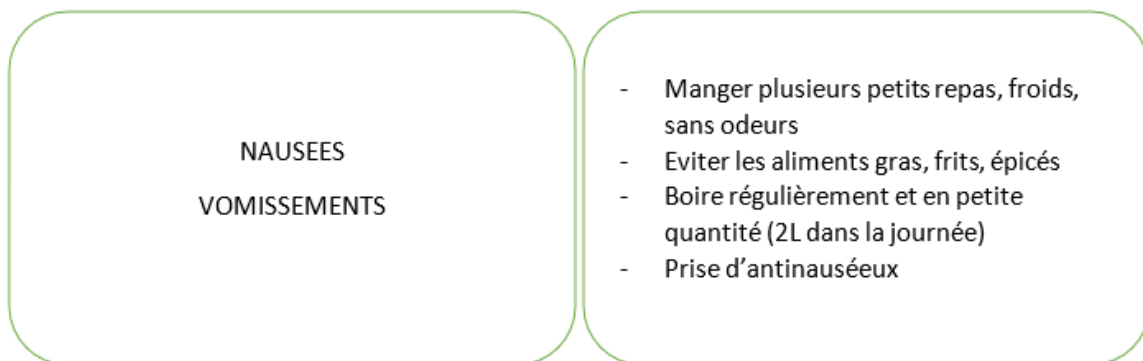 NAUSEES
VOMISSEMENTS
- Manger plusieurs petits repas, froids,
sans odeurs
- Eviter les aliments gras, frits, épicés
- Boire régulièrement et en petite
quantité (2L dans la journée)
- Prise d’antinauséeux